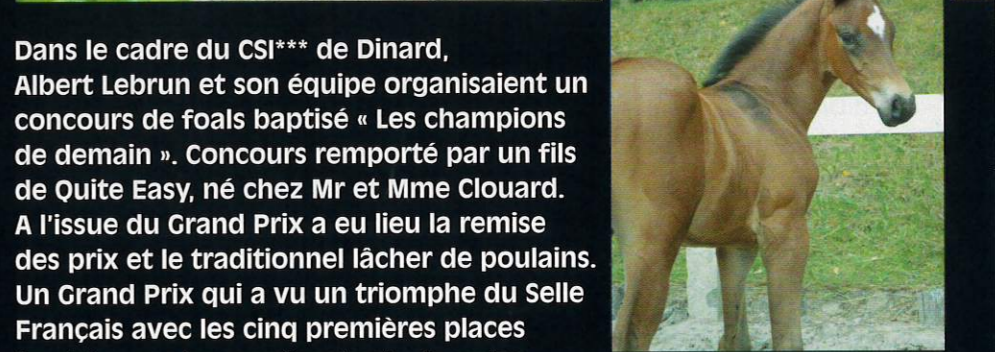 Dans le cadre du CSI*** de Dinard,
Albert Lebrun et son équipe organisaient un
concours de foals baptisé « Les champions
de demain ». Concours remporté par un fils
de Quite Easy, né chez Mr et Mme Clouard.
A l'issue du Grand Prix a eu lieu la remise
des prix et le traditionnel lâcher de poulains.
Un Grand Prix qui a vu un triomphe du Selle
Français avec les cinq premières places